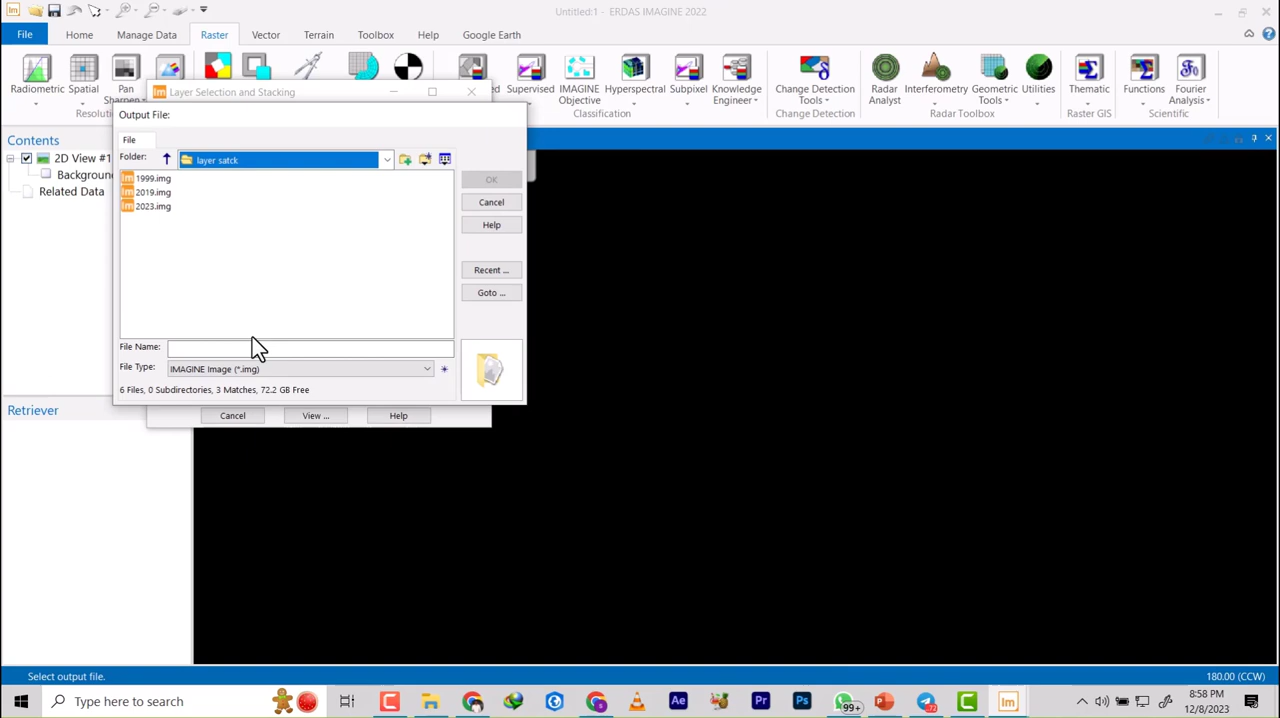 Untitled:1 - ERDAS IMAGINE 2022
File
Home
Manage Data
Raster
Vector
Terrain
Toolbox
Help
Google Earth
Radiometric
Spatial
Pan
Sharpen
Supervised
IMAGINE
Objective
Hyperspectral
Subpixel
Knowledge
Engineer
Change Detection
Tools
Radar
Analyst
Interferometry
Geometric
Tools
Utilities
Thematic
Functions
Fourier
Analysis
Classification
Change Detection
Radar Toolbox
Raster GIS
Scientific
Layer Selection and Stacking
Output File:
File
Folder:
layer satck
1999.img
2019.img
2023.img
OK
Cancel
Help
Recent ...
Goto ...
File Name:
File Type:
IMAGINE Image (*.img)
6 Files, 0 Subdirectories, 3 Matches, 72.2 GB Free
Cancel
View ...
Help
Contents
2D View #1
Related Data
Retriever
Select output file.
180.00 (CCW)
Type here to search
99+
8:58 PM
12/8/2023